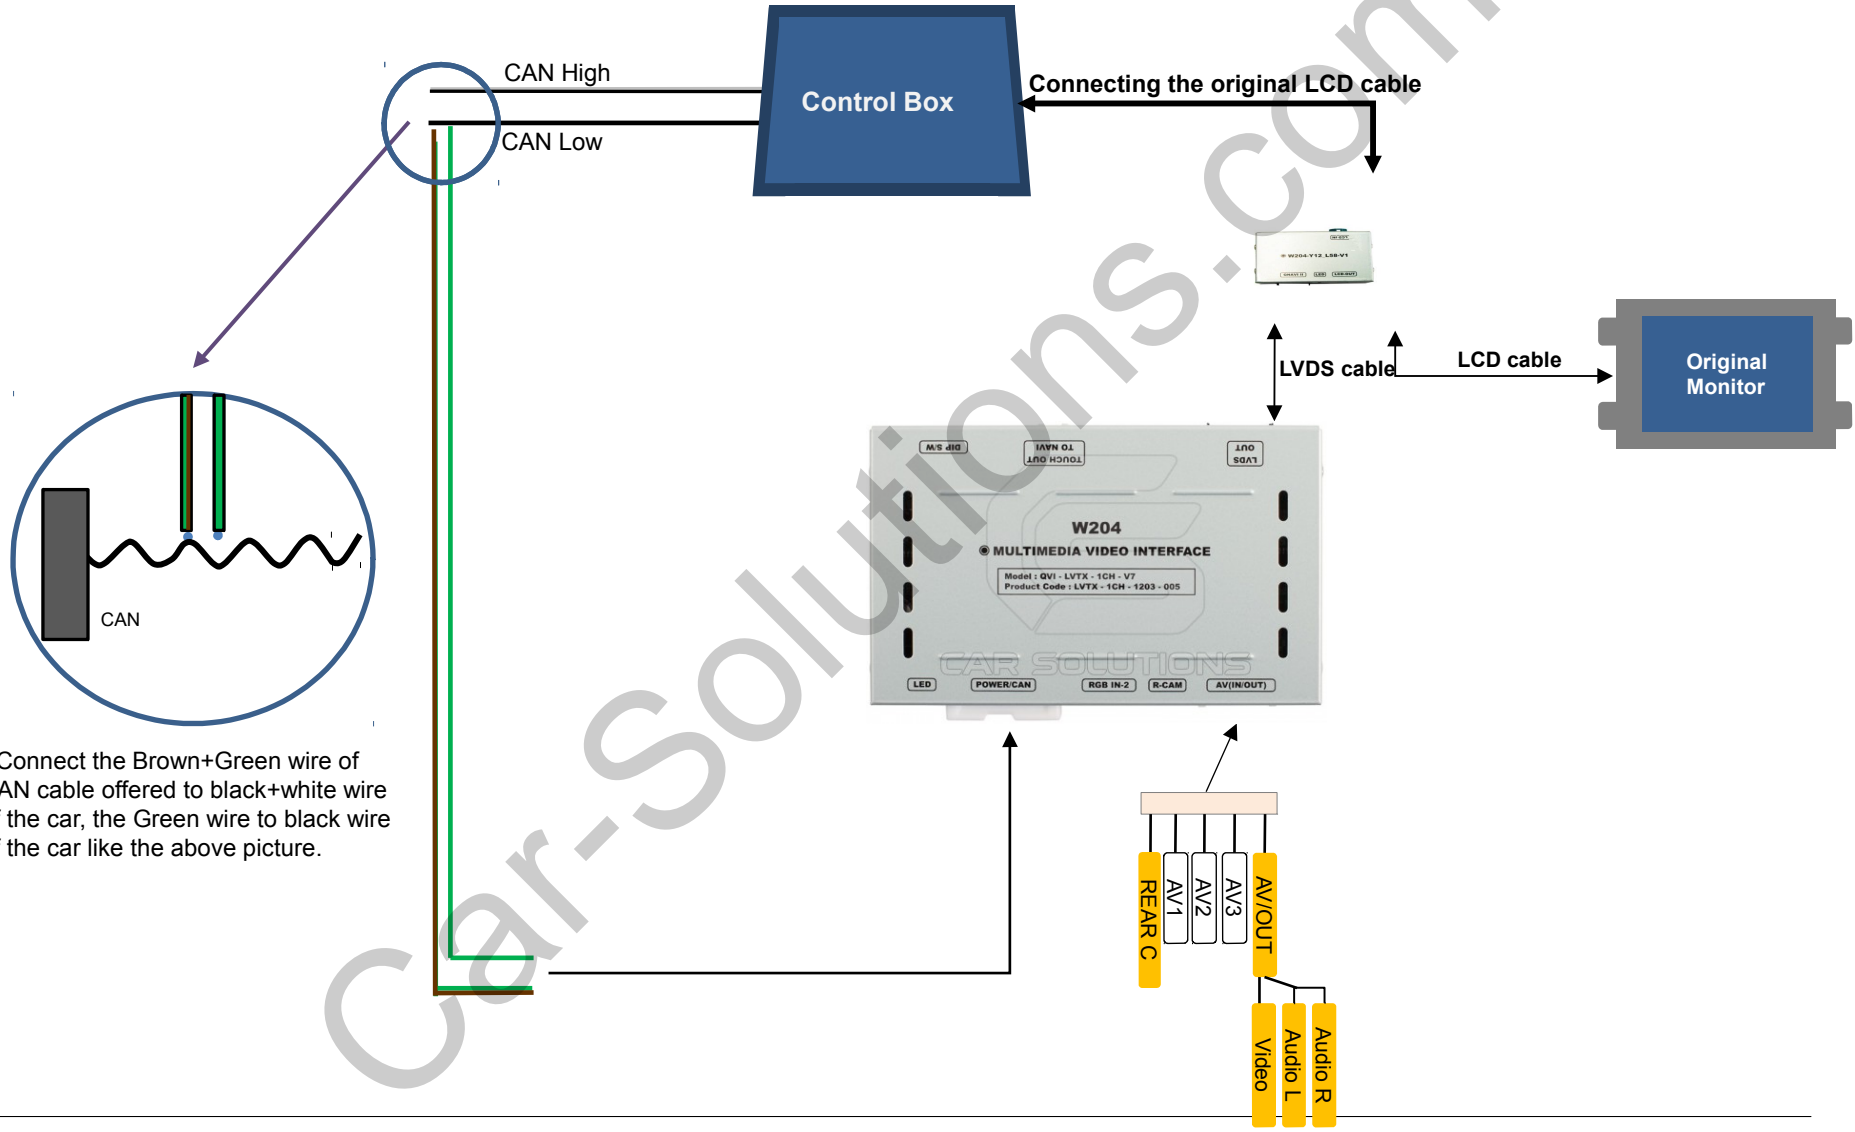 CAN High
CAN Low
Control Box
Connecting the original LCD cable
W204-Y12_LS8-V1
LVDS cable
LCD cable
Original
Monitor
DIP S/W
TOUCH OUT
TO NAVI
LVDS
OUT
W204
MULTIMEDIA VIDEO INTERFACE
Model : QVI - LVTX - 1CH - V7
Product Code : LVTX - 1CH - 1203 - 005
CAR SOLUTIONS
LED
POWER/CAN
RGB IN-2
R-CAM
AV(IN/OUT)
CAN
Connect the Brown+Green wire of
AN cable offered to black+white wire
f the car, the Green wire to black wire
f the car like the above picture.
REAR C
AV1
AV2
AV3
AV/OUT
Video
Audio L
Audio R
Car-Solutions.com